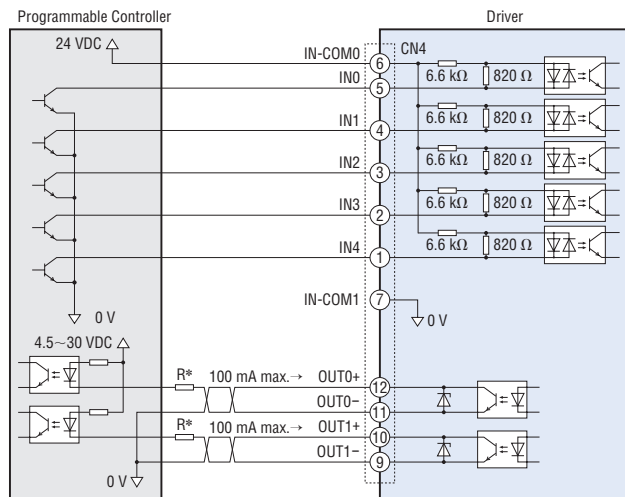 Programmable Controller
Driver
24 VDC
IN-COM0
CN4
6
6.6 kΩ
820 Ω
IN0
5
6.6 kΩ
820 Ω
IN1
4
6.6 kΩ
820 Ω
IN2
3
6.6 kΩ
820 Ω
IN3
2
6.6 kΩ
820 Ω
IN4
1
IN-COM1
7
0 V
0 V
4.5~30 VDC
R*
100 mA max.→
OUT0+
12
OUT0−
11
R*
100 mA max.→
OUT1+
10
OUT1−
9
0 V